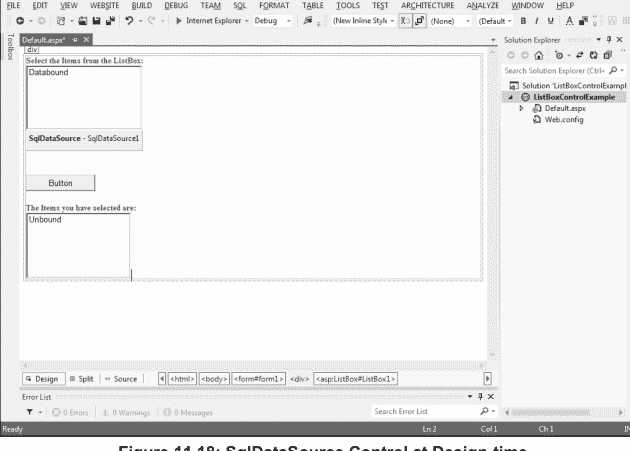 FILE EDIT VIEW WEBSITE BUILD DEBUG TEAM SQL FORMAT TABLE TOOLS TEST ARCHITECTURE ANALYZE WINDOW HELP
Internet Explorer Debug (New Inline Style (None) (Default B I U A
Toolbox
Default.aspx* Solution Explorer
div
Select the Items from the ListBox:
Databound
Search Solution Explorer (Ctrl+
Solution 'ListBoxControlExampl
ListBoxControlExample
Default.aspx
Web.config
SqlDataSource - SqlDataSource1
Button
The Items you have selected are:
Unbound
Design Split Source <html> <body> <form#form1> <div> <asp:ListBox#ListBox1>
Error List
0 Errors 0 Warnings 0 Messages Search Error List
Ready Ln 2 Col 1 Ch 1 IN
Figure 11.18: SqlDataSource Control at Design time